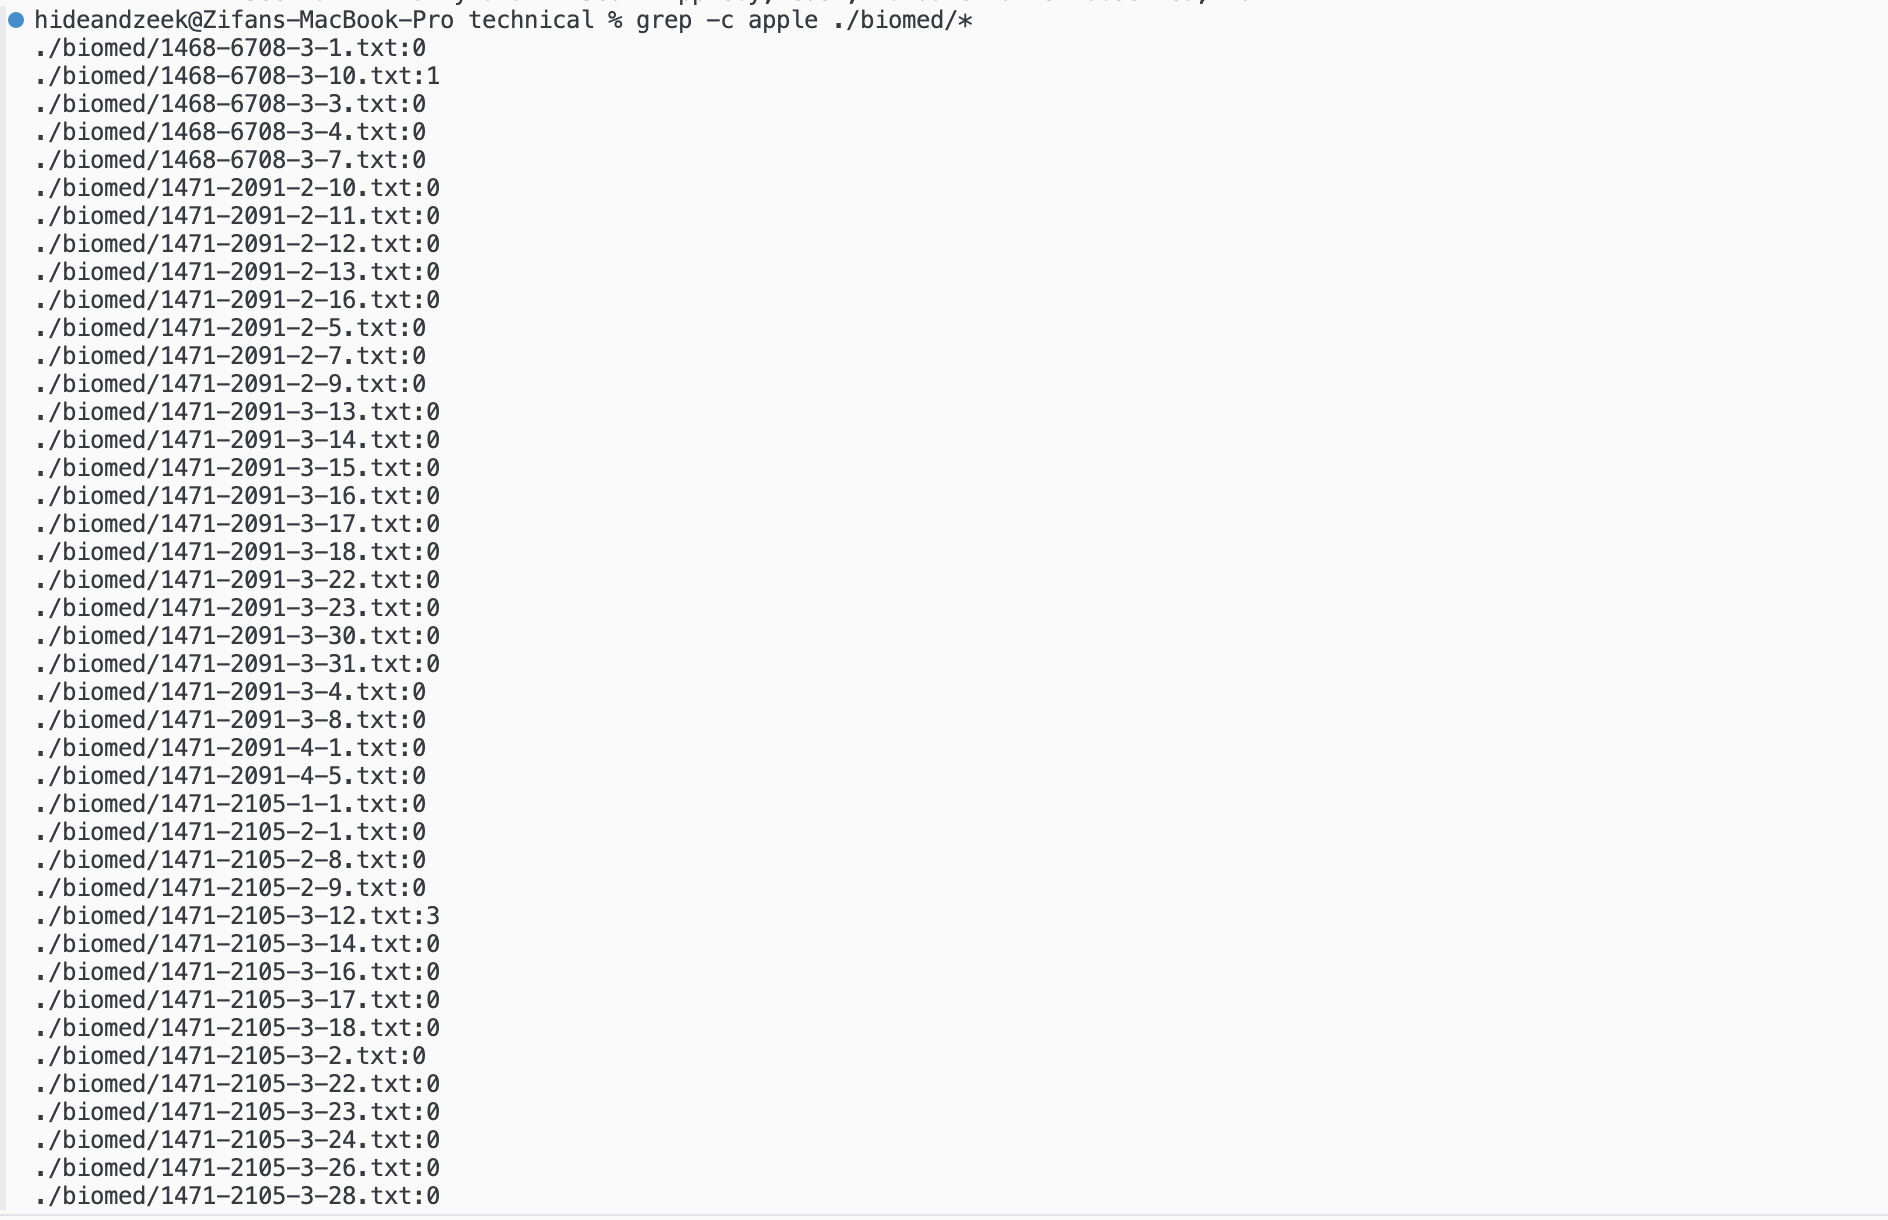 hideandzeek@Zifans-MacBook-Pro technical % grep -c apple ./biomed/*
./biomed/1468-6708-3-1.txt:0
./biomed/1468-6708-3-10.txt:1
./biomed/1468-6708-3-3.txt:0
./biomed/1468-6708-3-4.txt:0
./biomed/1468-6708-3-7.txt:0
./biomed/1471-2091-2-10.txt:0
./biomed/1471-2091-2-11.txt:0
./biomed/1471-2091-2-12.txt:0
./biomed/1471-2091-2-13.txt:0
./biomed/1471-2091-2-16.txt:0
./biomed/1471-2091-2-5.txt:0
./biomed/1471-2091-2-7.txt:0
./biomed/1471-2091-2-9.txt:0
./biomed/1471-2091-3-13.txt:0
./biomed/1471-2091-3-14.txt:0
./biomed/1471-2091-3-15.txt:0
./biomed/1471-2091-3-16.txt:0
./biomed/1471-2091-3-17.txt:0
./biomed/1471-2091-3-18.txt:0
./biomed/1471-2091-3-22.txt:0
./biomed/1471-2091-3-23.txt:0
./biomed/1471-2091-3-30.txt:0
./biomed/1471-2091-3-31.txt:0
./biomed/1471-2091-3-4.txt:0
./biomed/1471-2091-3-8.txt:0
./biomed/1471-2091-4-1.txt:0
./biomed/1471-2091-4-5.txt:0
./biomed/1471-2105-1-1.txt:0
./biomed/1471-2105-2-1.txt:0
./biomed/1471-2105-2-8.txt:0
./biomed/1471-2105-2-9.txt:0
./biomed/1471-2105-3-12.txt:3
./biomed/1471-2105-3-14.txt:0
./biomed/1471-2105-3-16.txt:0
./biomed/1471-2105-3-17.txt:0
./biomed/1471-2105-3-18.txt:0
./biomed/1471-2105-3-2.txt:0
./biomed/1471-2105-3-22.txt:0
./biomed/1471-2105-3-23.txt:0
./biomed/1471-2105-3-24.txt:0
./biomed/1471-2105-3-26.txt:0
./biomed/1471-2105-3-28.txt:0